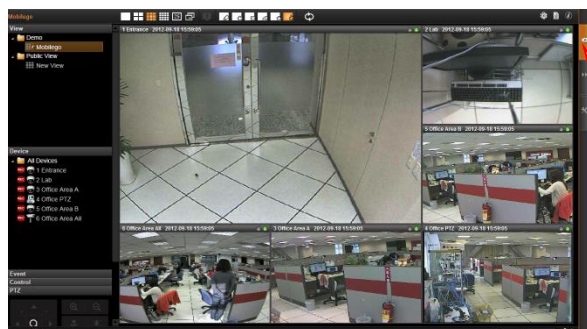 Mobilego
View
Demo
Mobilego
Public View
New View
Device
All Devices
1 Entrance
2 Lab
3 Office Area A
4 Office PTZ
5 Office Area B
6 Office Area All
Event
Control
PTZ
1 Entrance 2012-09-18 15:59:05
2 Lab 2012-09-18 15:59:05
5 Office Area B 2012-09-18 15:59:05
6 Office Area All 2012-09-18 15:59:05
3 Office Area A 2012-09-18 15:59:05
4 Office PTZ 2012-09-18 15:59:05